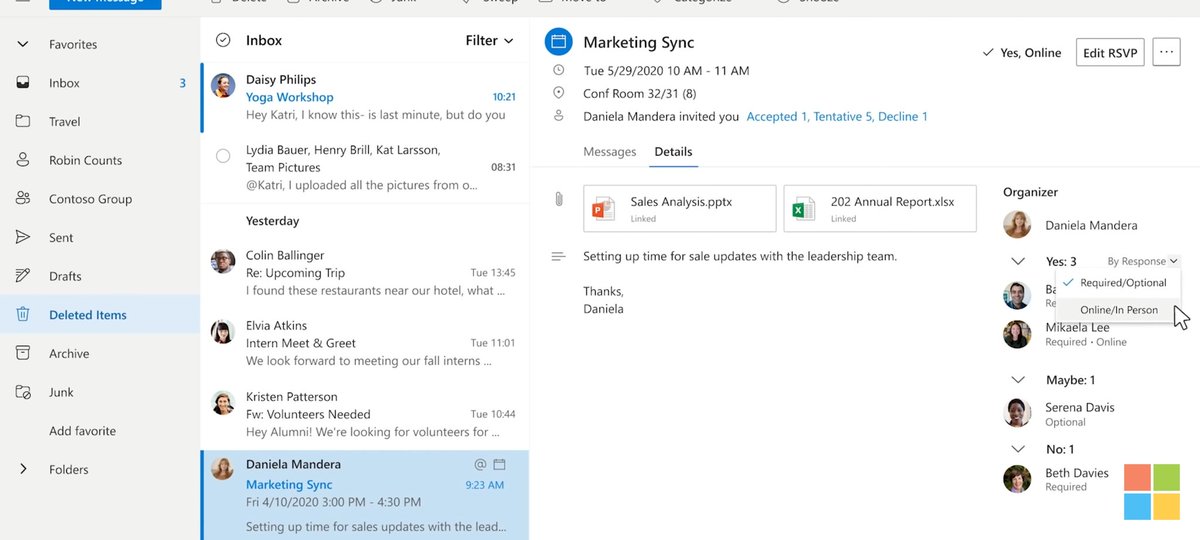 New message
Delete
Archive
Junk
Sweep
Move to
Categorize
Snooze
Favorites
Inbox 3
Travel
Robin Counts
Contoso Group
Sent
Drafts
Deleted Items
Archive
Junk
Add favorite
Folders
Inbox
Filter
Daisy Philips
Yoga Workshop 10:21
Hey Katri, I know this- is last minute, but do you
Lydia Bauer, Henry Brill, Kat Larsson,
Team Pictures 08:31
@Katri, I uploaded all the pictures from o...
Yesterday
Colin Ballinger
Re: Upcoming Trip Tue 13:45
I found these restaurants near our hotel, what ...
Elvia Atkins
Intern Meet & Greet Tue 11:01
We look forward to meeting our fall interns ...
Kristen Patterson
Fw: Volunteers Needed Tue 10:44
Hey Alumni! We're looking for volunteers for ...
Daniela Mandera @
Marketing Sync 9:23 AM
Fri 4/10/2020 3:00 PM - 4:30 PM
Setting up time for sales updates with the lead...
Marketing Sync
Yes, Online
Edit RSVP
...
Tue 5/29/2020 10 AM - 11 AM
Conf Room 32/31 (8)
Daniela Mandera invited you Accepted 1, Tentative 5, Decline 1
Messages Details
Sales Analysis.pptx
Linked
202 Annual Report.xlsx
Linked
Setting up time for sale updates with the leadership team.
Thanks,
Daniela
Organizer
Daniela Mandera
Yes: 3 By Response
Required/Optional
Online/In Person
Mikaela Lee
Required • Online
Maybe: 1
Serena Davis
Optional
No: 1
Beth Davies
Required